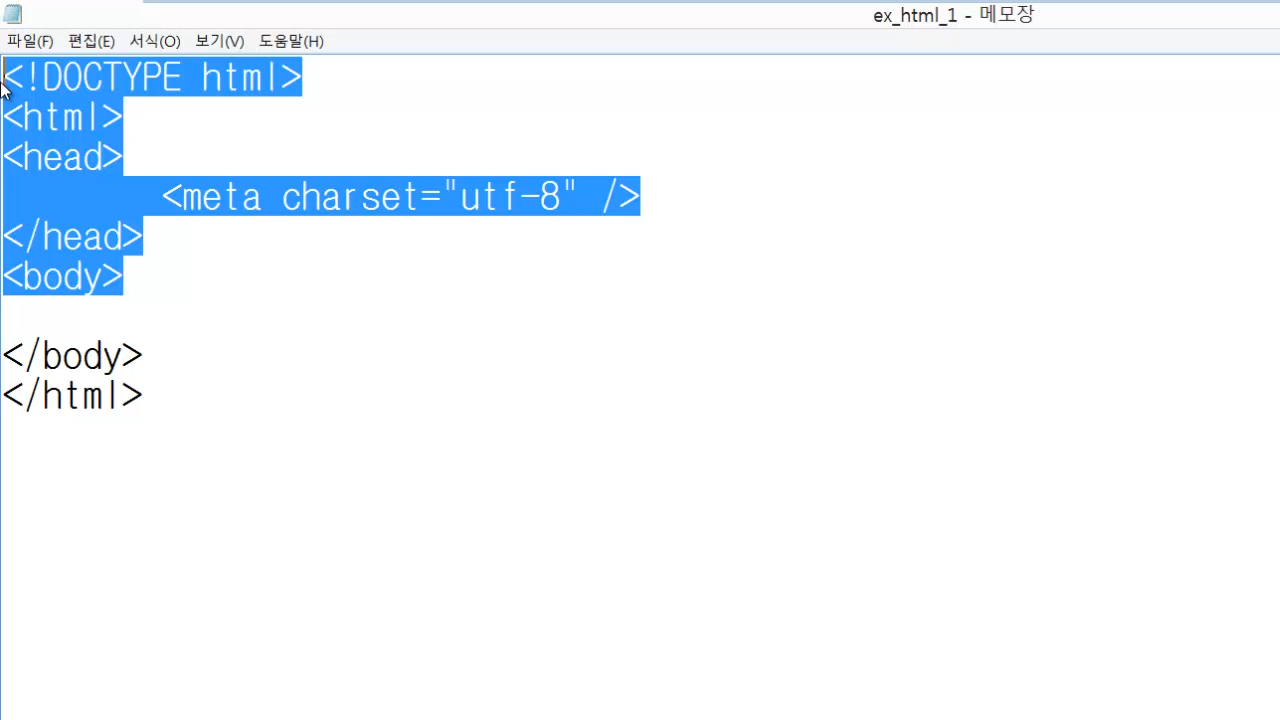 ex_html_1 - 메모장
파일(F) 편집(E) 서식(O) 보기(V) 도움말(H)
<!DOCTYPE html>
<html>
<head>
<meta charset="utf-8" />
</head>
<body>
</body>
</html>